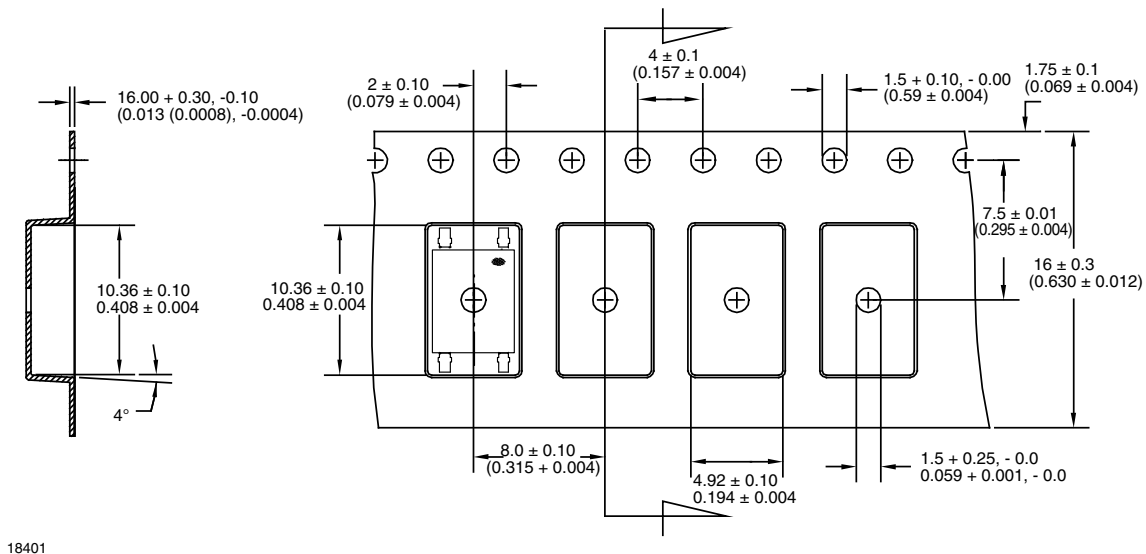 4 ± 0.1
(0.157 ± 0.004)
2 ± 0.10
(0.079 ± 0.004)
1.5 + 0.10, - 0.00
(0.59 ± 0.004)
1.75 ± 0.1
(0.069 ± 0.004)
16.00 + 0.30, -0.10
(0.013 (0.0008), -0.0004)
7.5 ± 0.01
(0.295 ± 0.004)
16 ± 0.3
(0.630 ± 0.012)
10.36 ± 0.10
0.408 ± 0.004
10.36 ± 0.10
0.408 ± 0.004
4°
8.0 ± 0.10
(0.315 + 0.004)
4.92 ± 0.10
0.194 ± 0.004
1.5 + 0.25, - 0.0
0.059 + 0.001, - 0.0
18401